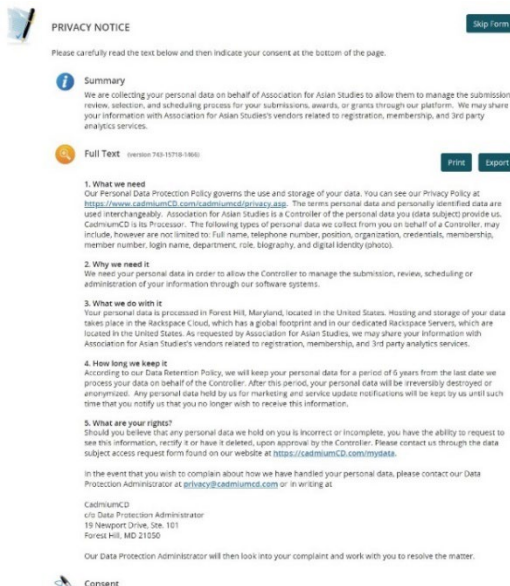 PRIVACY NOTICE
Skip Form
Please carefully read the text below and then indicate your consent at the bottom of the page.
Summary
We are collecting your personal data on behalf of Association for Asian Studies to allow them to manage the submission,
review, selection, and scheduling process for your submissions, awards, or grants through our platform. We may share
your information with Association for Asian Studies's vendors related to registration, membership, and 3rd party
analytics services.
Full Text (version 763-15718-1466)
Print Export
1. What we need
Our Personal Data Protection Policy governs the use and storage of your data. You can see our Privacy Policy at
https://www.cadmiumCD.com/cadmiumcd/privacy.asp. The terms personal data and personally identified data are
used interchangeably. Association for Asian Studies is a Controller of the personal data you (data subject) provide us.
CadmiumCD is its Processor. The following types of personal data we collect from you on behalf of a Controller, may
include, however are not limited to: Full name, telephone number, position, organization, credentials, membership,
member number, login name, department, role, biography, and digital identity (photo).
2. Why we need it
We need your personal data in order to allow the Controller to manage the submission, review, scheduling or
administration of your information through our software systems.
3. What we do with it
Your personal data is processed in Forest Hill, Maryland, located in the United States. Hosting and storage of your data
takes place in the Rackspace Cloud, which has a global footprint and in our dedicated Rackspace Servers, which are
located in the United States. As requested by Association for Asian Studies, we may share your information with
Association for Asian Studies's vendors related to registration, membership, and 3rd party analytics services.
4. How long we keep it
According to our Data Retention Policy, we will keep your personal data for a period of 6 years from the last date we
process your data on behalf of the Controller. After this period, your personal data will be irreversibly destroyed or
anonymized. Any personal data held by us for marketing and service update notifications will be kept by us until such
time that you notify us that you no longer wish to receive this information.
5. What are your rights?
Should you believe that any personal data we hold on you is incorrect or incomplete, you have the ability to request to
see this information, rectify it or have it deleted, upon approval by the Controller. Please contact us through the data
subject access request form found on our website at https://cadmiumCD.com/mydata.
In the event that you wish to complain about how we have handled your personal data, please contact our Data
Protection Administrator at privacy@cadmiumcd.com or in writing at
CadmiumCD
c/o Data Protection Administrator
19 Newport Drive, Ste. 101
Forest Hill, MD 21050
Our Data Protection Administrator will then look into your complaint and work with you to resolve the matter.
Consent